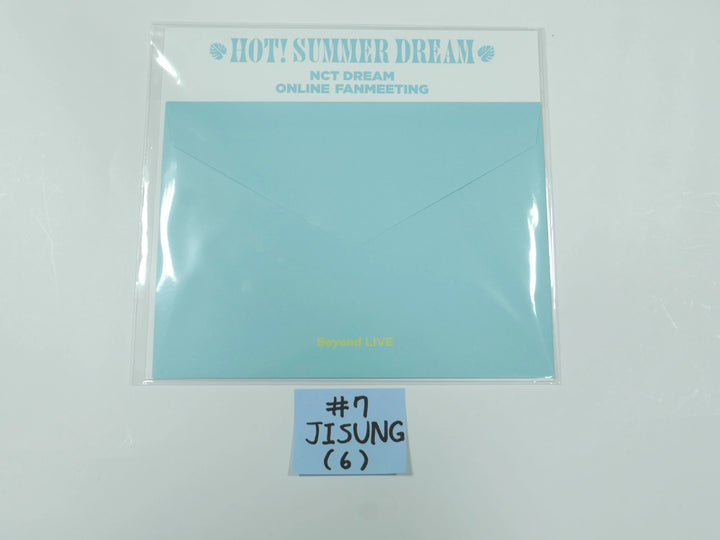 HOT! SUMMER DREAM
NCT DREAM
ONLINE FANMEETING
Beyond LIVE
#7
JISUNG
(6)